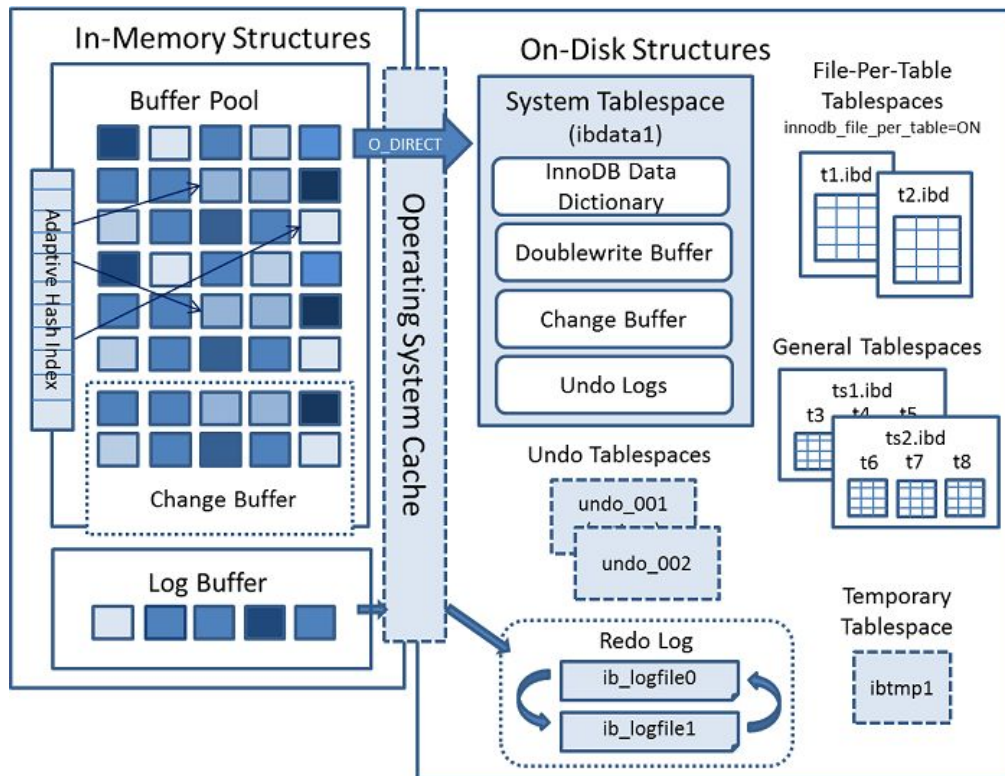 In-Memory Structures
Buffer Pool
Adaptive Hash Index
Change Buffer
Log Buffer
Operating System Cache
O_DIRECT
On-Disk Structures
System Tablespace
(ibdata1)
InnoDB Data
Dictionary
Doublewrite Buffer
Change Buffer
Undo Logs
File-Per-Table
Tablespaces
innodb_file_per_table=ON
t1.ibd
t2.ibd
General Tablespaces
ts1.ibd
t3 t4 t5
ts2.ibd
t6 t7 t8
Undo Tablespaces
undo_001
undo_002
Redo Log
ib_logfile0
ib_logfile1
Temporary
Tablespace
ibtmp1